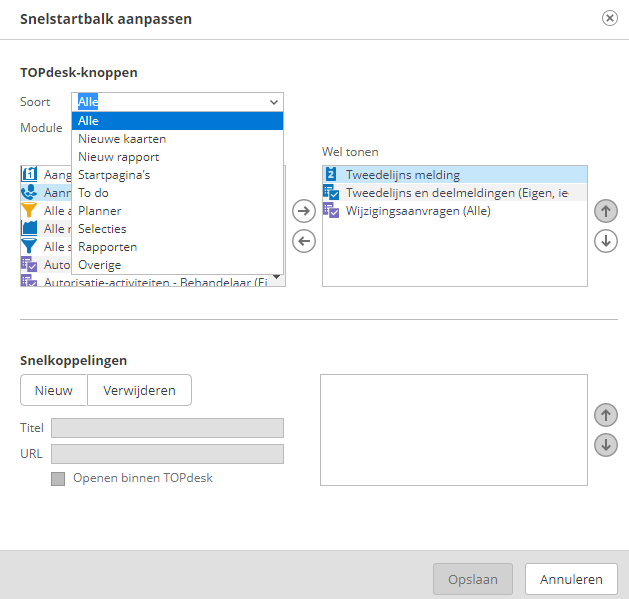 Snelstartbalk aanpassen
TOPdesk-knoppen
Soort
Alle
Module
Alle
Nieuwe kaarten
Nieuw rapport
Startpagina's
To do
Planner
Selecties
Rapporten
Overige
Aang
Aann
Alle a
Alle
Alle s
Auto
Autorisatie-activiteiten - Behandelaar (Ei
Wel tonen
Tweedelijns melding
Tweedelijns en deelmeldingen (Eigen, ie
Wijzigingsaanvragen (Alle)
Snelkoppelingen
Nieuw
Verwijderen
Titel
URL
Openen binnen TOPdesk
Opslaan
Annuleren